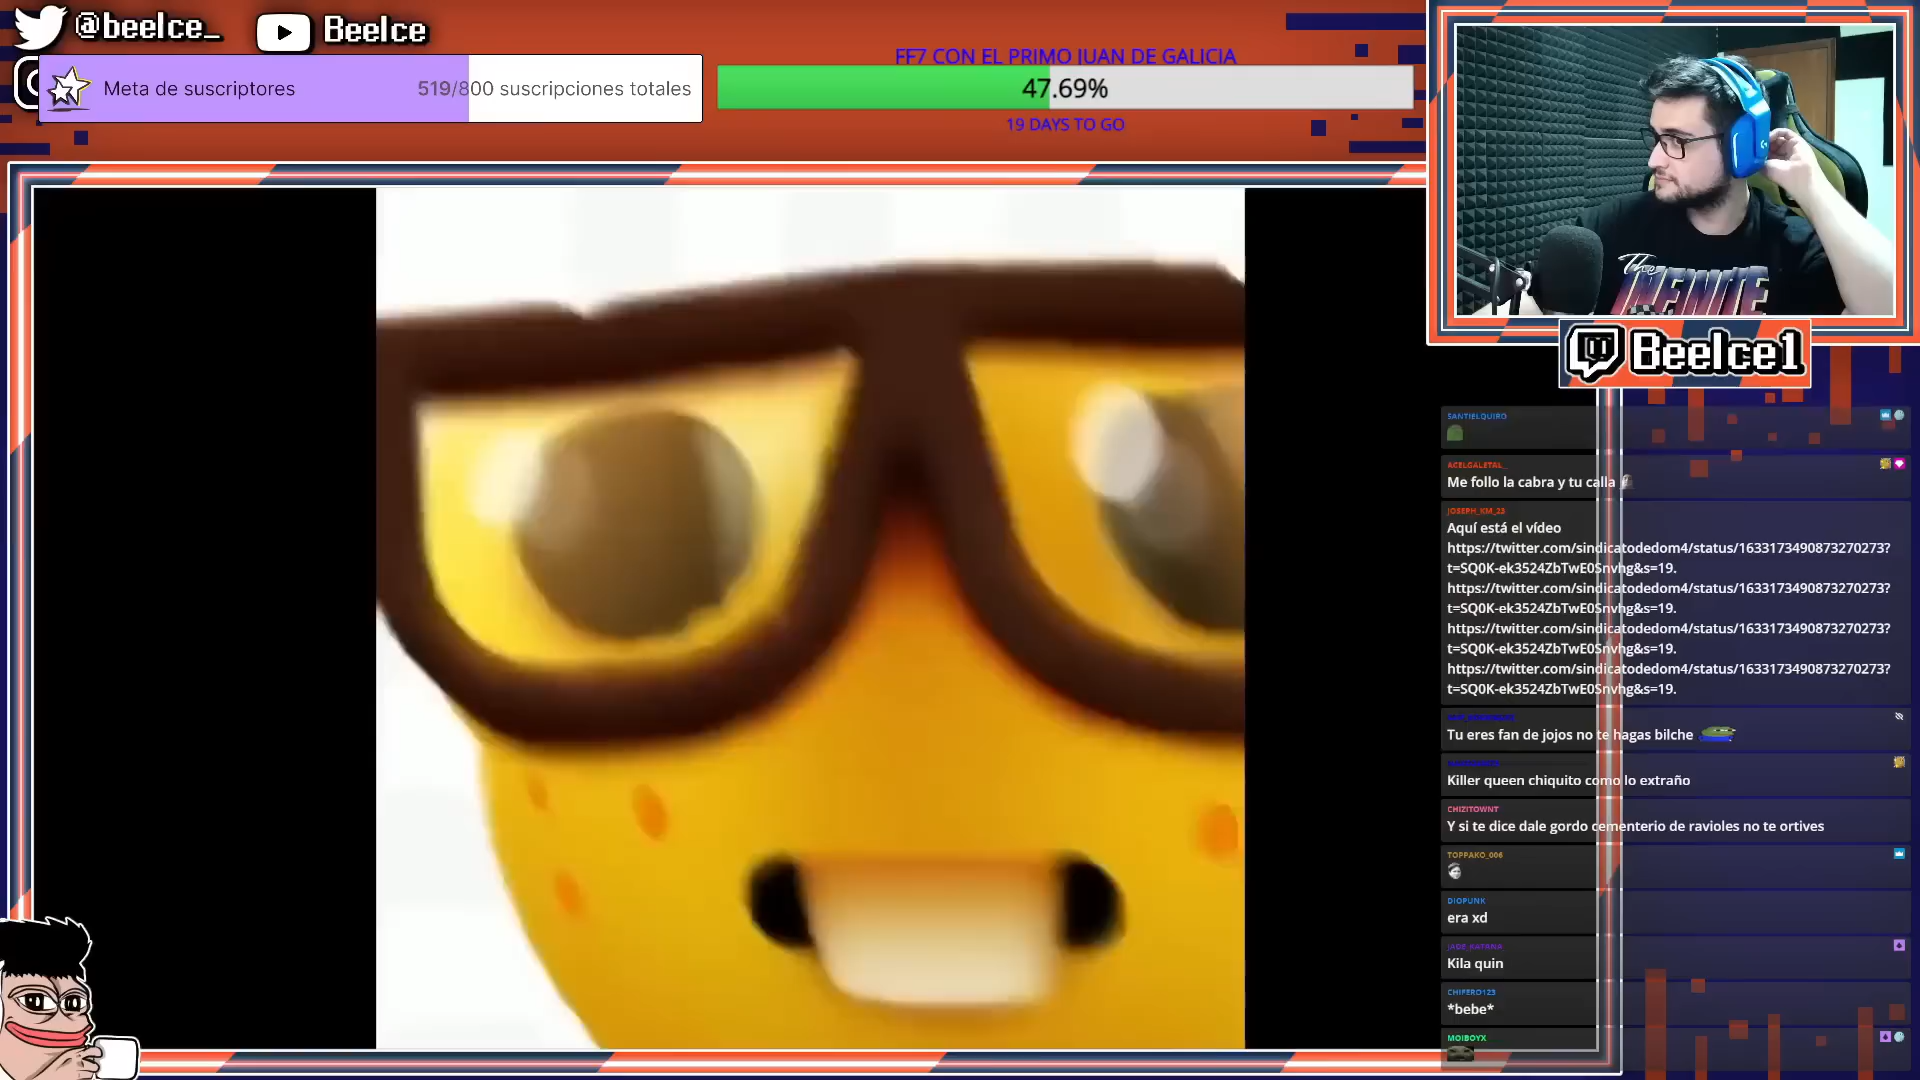 @beelce_
Beelce
Meta de suscriptores
519/800 suscripciones totales
FF7 CON EL PRIMO JUAN DE GALICIA
47.69%
19 DAYS TO GO
The
INFINITE
Beelce1
SANTIELQUIRO
ACELGALETAL_
Me follo la cabra y tu calla
JOSEPH_KM_23
Aquí está el vídeo
https://twitter.com/sindicatodedom4/status/1633173490873270273?
t=SQ0K-ek3524ZbTwE0Snvhg&s=19.
https://twitter.com/sindicatodedom4/status/1633173490873270273?
t=SQ0K-ek3524ZbTwE0Snvhg&s=19.
https://twitter.com/sindicatodedom4/status/1633173490873270273?
t=SQ0K-ek3524ZbTwE0Snvhg&s=19.
https://twitter.com/sindicatodedom4/status/1633173490873270273?
t=SQ0K-ek3524ZbTwE0Snvhg&s=19.
Tu eres fan de jojos no te hagas bilche
Killer queen chiquito como lo extraño
CHIZITOWNT
Y si te dice dale gordo cementerio de ravioles no te ortives
TOPPAKO_006
DIOPUNK
era xd
JADE_KATANA
Kila quin
CHIFERO123
*bebe*
MOIBOYX